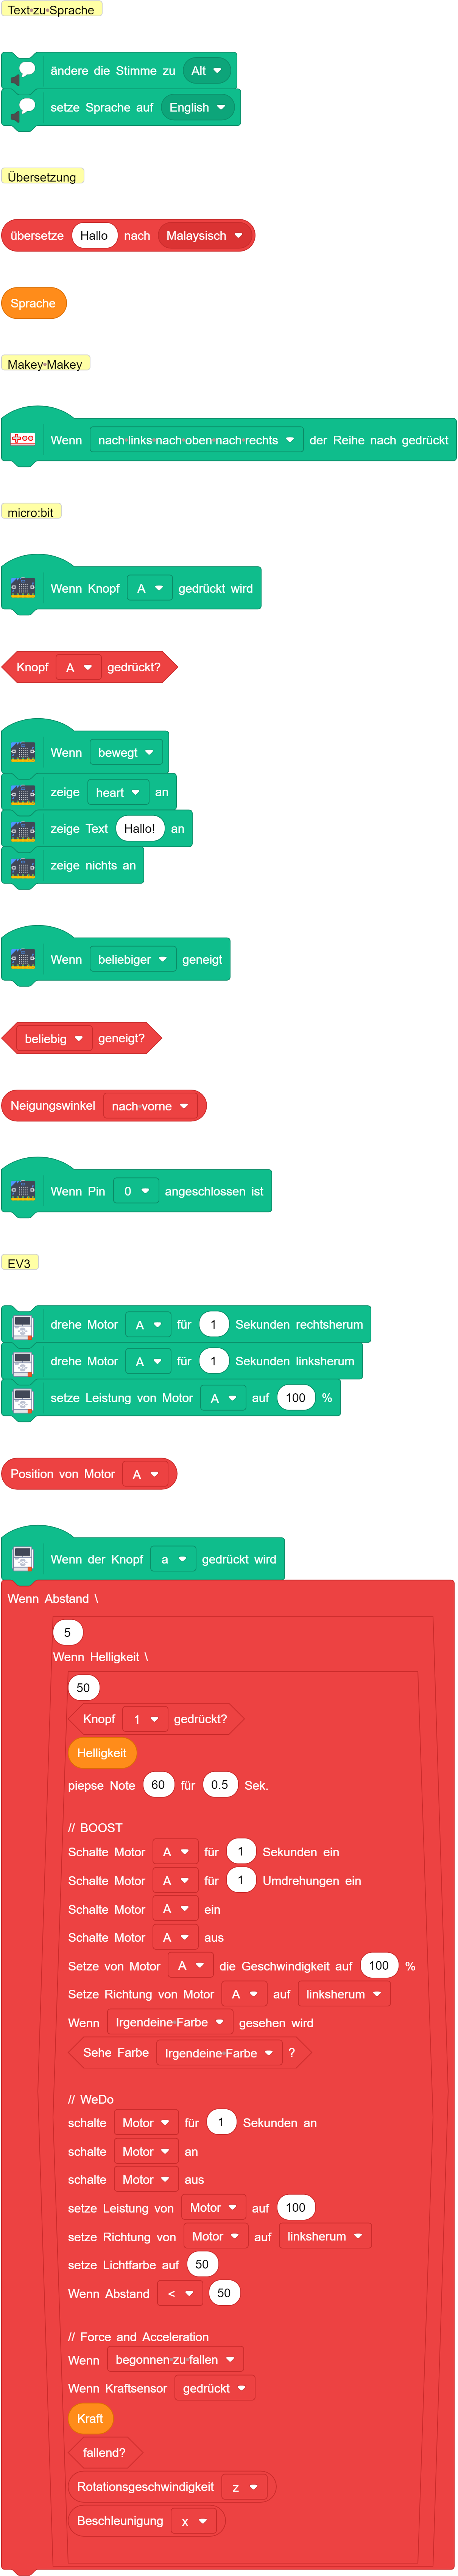 Text zu Sprache
ändere die Stimme zu Alt
setze Sprache auf English
Übersetzung
übersetze Hallo nach Malaysisch
Sprache
Makey Makey
Wenn nach links nach oben nach rechts der Reihe nach gedrückt
micro:bit
Wenn Knopf A gedrückt wird
Knopf A gedrückt?
Wenn bewegt
zeige heart an
zeige Text Hallo! an
zeige nichts an
Wenn beliebiger geneigt
beliebig geneigt?
Neigungswinkel nach vorne
Wenn Pin 0 angeschlossen ist
EV3
drehe Motor A für 1 Sekunden rechtsherum
drehe Motor A für 1 Sekunden linksherum
setze Leistung von Motor A auf 100 %
Position von Motor A
Wenn der Knopf a gedrückt wird
Wenn Abstand \
5
Wenn Helligkeit \
50
Knopf 1 gedrückt?
Helligkeit
piepse Note 60 für 0.5 Sek.
// BOOST
Schalte Motor A für 1 Sekunden ein
Schalte Motor A für 1 Umdrehungen ein
Schalte Motor A ein
Schalte Motor A aus
Setze von Motor A die Geschwindigkeit auf 100 %
Setze Richtung von Motor A auf linksherum
Wenn Irgendeine Farbe gesehen wird
Sehe Farbe Irgendeine Farbe ?
// WeDo
schalte Motor für 1 Sekunden an
schalte Motor an
schalte Motor aus
setze Leistung von Motor auf 100
setze Richtung von Motor auf linksherum
setze Lichtfarbe auf 50
Wenn Abstand < 50
// Force and Acceleration
Wenn begonnen zu fallen
Wenn Kraftsensor gedrückt
Kraft
fallend?
Rotationsgeschwindigkeit z
Beschleunigung x